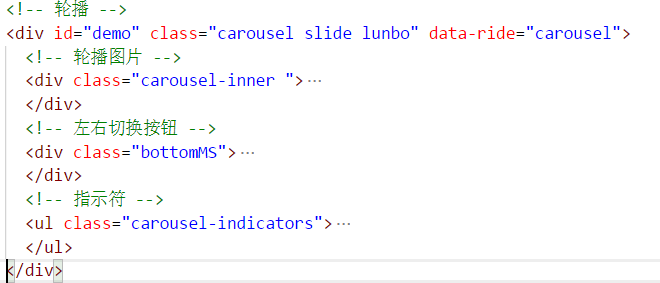 <!-- 轮播 -->
<div id="demo" class="carousel slide lunbo" data-ride="carousel">
<!-- 轮播图片 -->
<div class="carousel-inner ">…
</div>
<!-- 左右切换按钮 -->
<div class="bottomMS">…
</div>
<!-- 指示符 -->
<ul class="carousel-indicators">…
</ul>
</div>